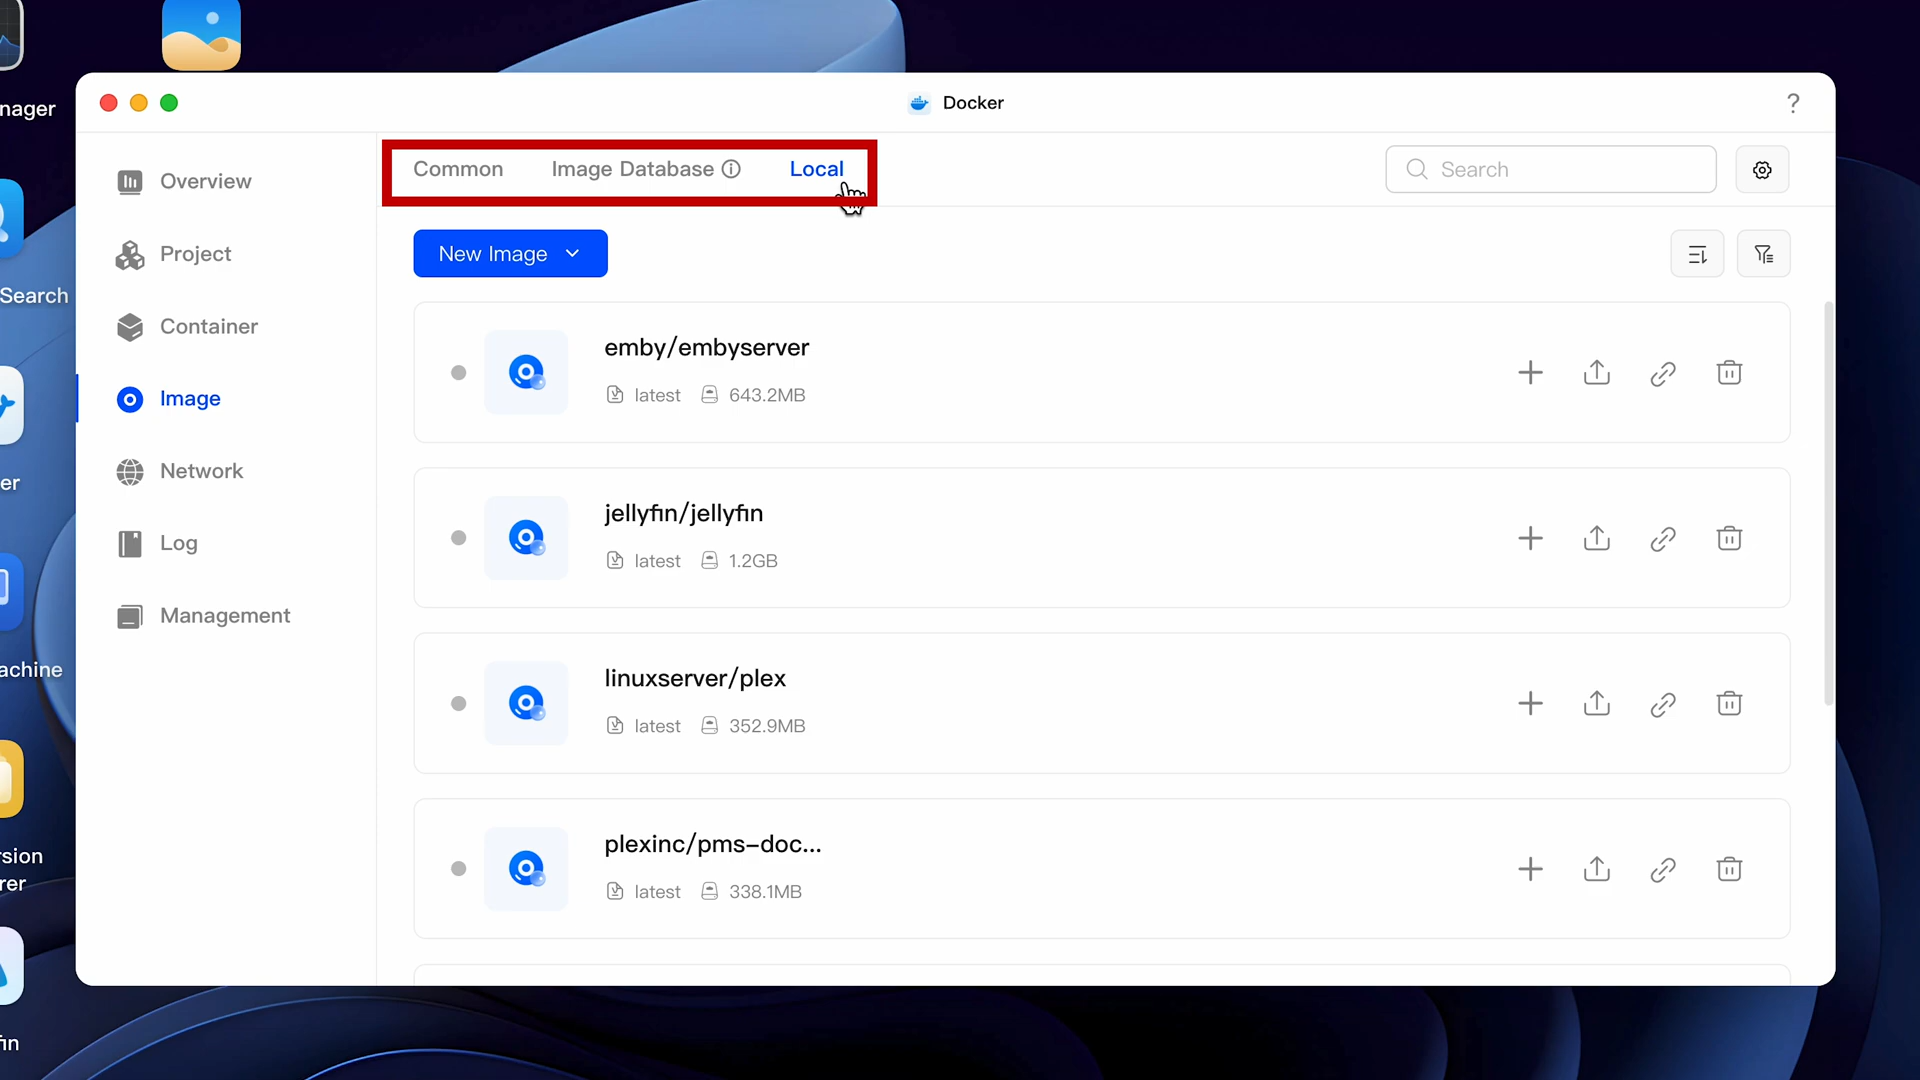 Docker
?
nager
Search
er
achine
sion
rer
fin
Overview
Project
Container
Image
Network
Log
Management
Common Image Database Local
Search
New Image
emby/embyserver
latest 643.2MB
jellyfin/jellyfin
latest 1.2GB
linuxserver/plex
latest 352.9MB
plexinc/pms-doc...
latest 338.1MB